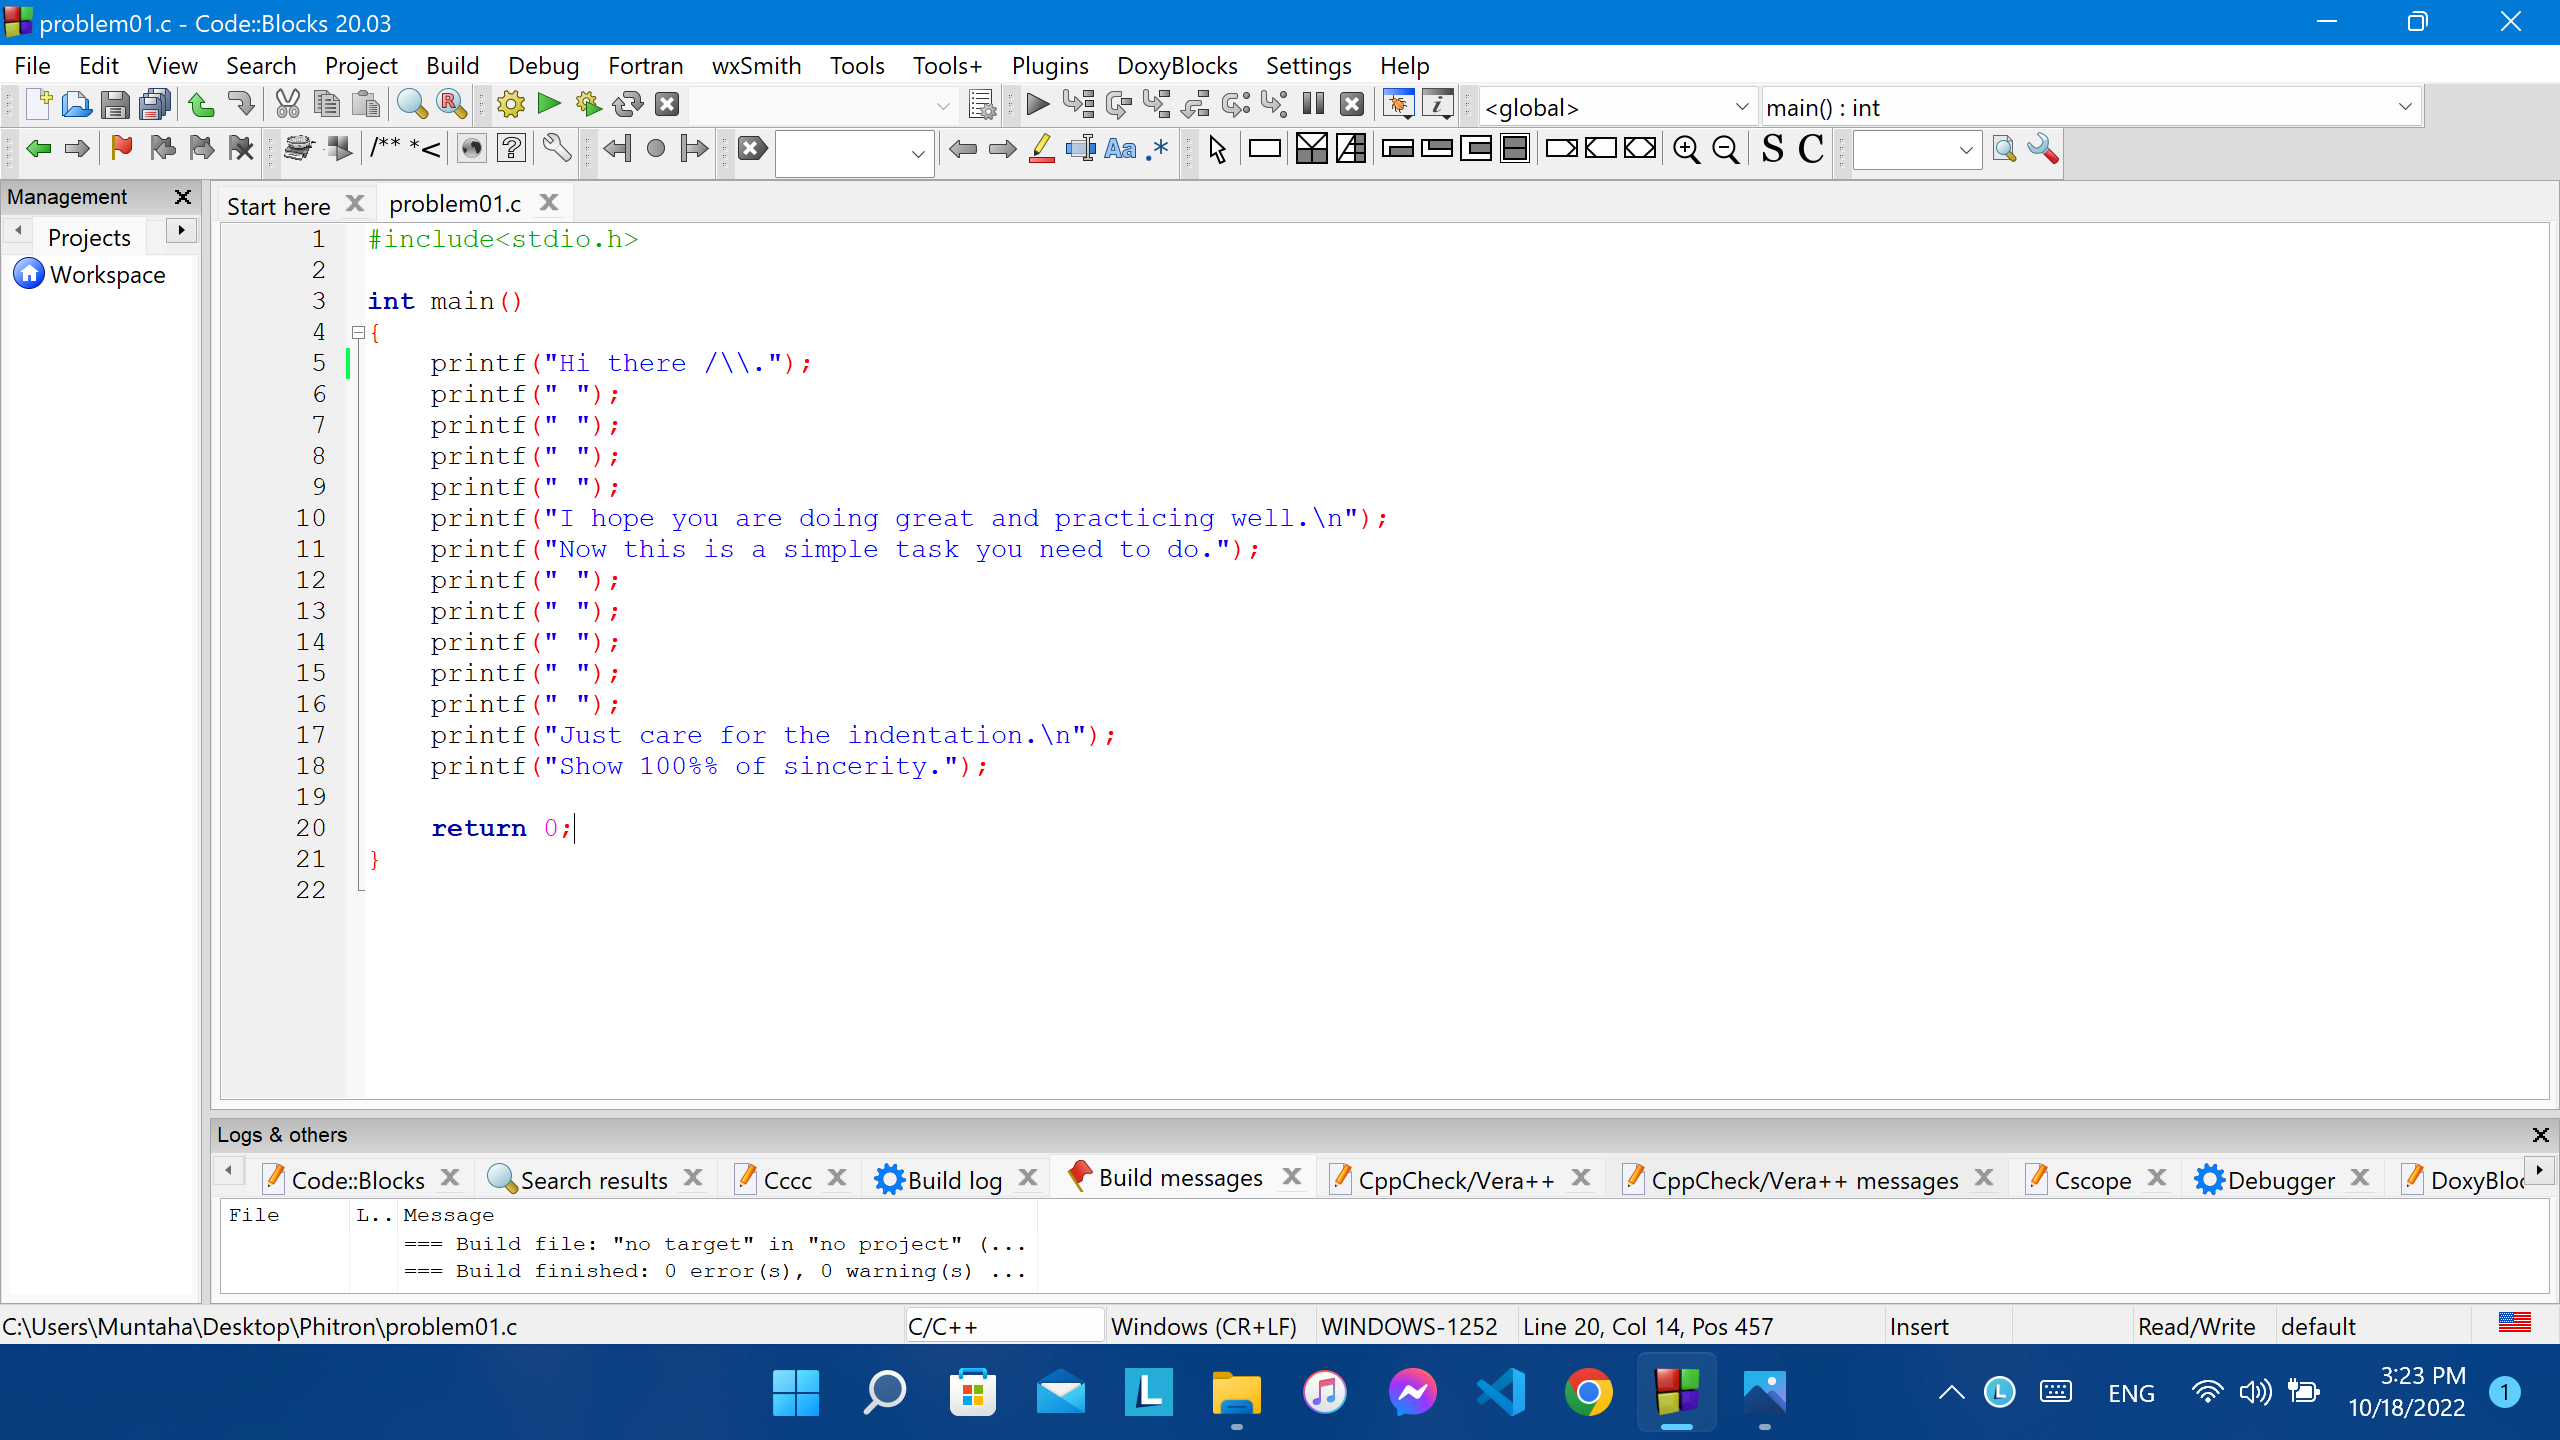 problem01.c - Code::Blocks 20.03
File Edit View Search Project Build Debug Fortran wxSmith Tools Tools+ Plugins DoxyBlocks Settings Help
<global> main() : int
/** *<
Aa .* S C
Management
Projects
Workspace
Start here problem01.c
1 #include<stdio.h>
2
3 int main()
4 {
5 printf("Hi there /\\.");
6 printf(" ");
7 printf(" ");
8 printf(" ");
9 printf(" ");
10 printf("I hope you are doing great and practicing well.\n");
11 printf("Now this is a simple task you need to do.");
12 printf(" ");
13 printf(" ");
14 printf(" ");
15 printf(" ");
16 printf(" ");
17 printf("Just care for the indentation.\n");
18 printf("Show 100%% of sincerity.");
19
20 return 0;
21 }
22
Logs & others
Code::Blocks Search results Cccc Build log Build messages CppCheck/Vera++ CppCheck/Vera++ messages Cscope Debugger DoxyBloc
File L.. Message
=== Build file: "no target" in "no project" (...
=== Build finished: 0 error(s), 0 warning(s) ...
C:\Users\Muntaha\Desktop\Phitron\problem01.c C/C++ Windows (CR+LF) WINDOWS-1252 Line 20, Col 14, Pos 457 Insert Read/Write default
L L ENG 3:23 PM 1
10/18/2022